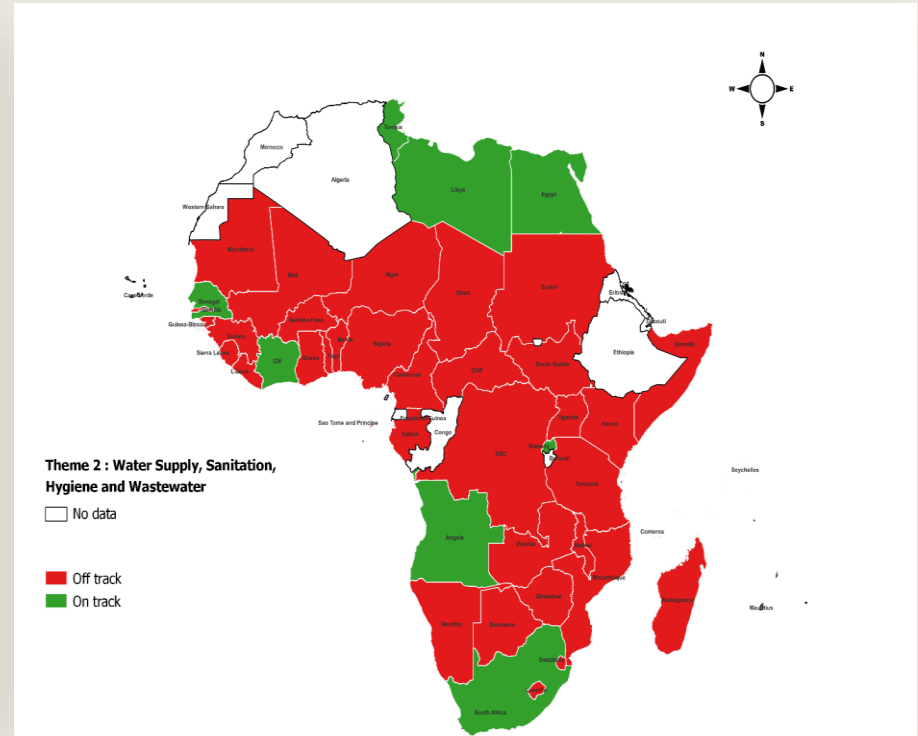 N
W E
S
Tunisia
Morocco
Algeria
Libya
Egypt
Western Sahara
Mauritania
Mali
Niger
Chad
Sudan
Eritrea
Cape Verde
Senegal
Gambia
Guinea-Bissau
Burkina Faso
Djibouti
Guinea
Benin
Nigeria
Somalia
Sierra Leone
CIV
Ghana
Togo
Ethiopia
Liberia
Cameroon
CAR
South Sudan
Equatorial Guinea
Uganda
Kenya
Sao Tome and Principe
Gabon
Congo
DRC
Rwanda
Burundi
Theme 2 : Water Supply, Sanitation,
Hygiene and Wastewater
Seychelles
Tanzania
No data
Comoros
Angola
Zambia
Malawi
Off track
Mozambique
On track
Zimbabwe
Madagascar
Mauritius
Namibia
Botswana
Swaziland
Lesotho
South Africa